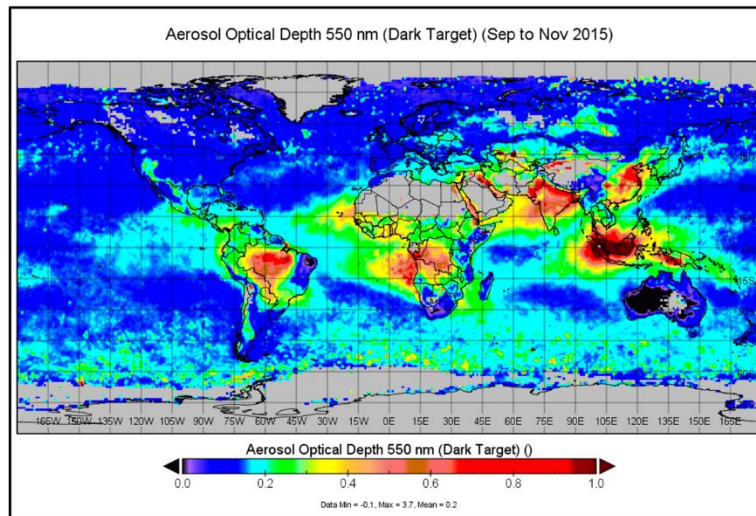 Aerosol Optical Depth 550 nm (Dark Target) (Sep to Nov 2015)
15S
165W 150W 135W 120W 105W 90W 75W 60W 45W 30W 15W 0E 15E 30E 45E 60E 75E 90E 105E 120E 135E 150E 165E
Aerosol Optical Depth 550 nm (Dark Target) ()
0.0 0.2 0.4 0.6 0.8 1.0
Data Min = -0.1, Max = 3.7, Mean = 0.2